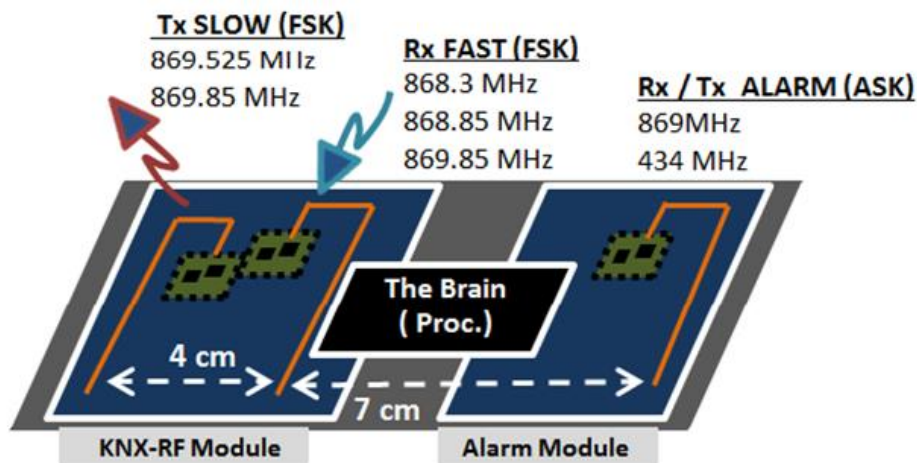 Tx SLOW (FSK)
869.525 MHz
869.85 MHz
Rx FAST (FSK)
868.3 MHz
868.85 MHz
869.85 MHz
Rx / Tx ALARM (ASK)
869MHz
434 MHz
The Brain
( Proc.)
4 cm
7 cm
KNX-RF Module
Alarm Module